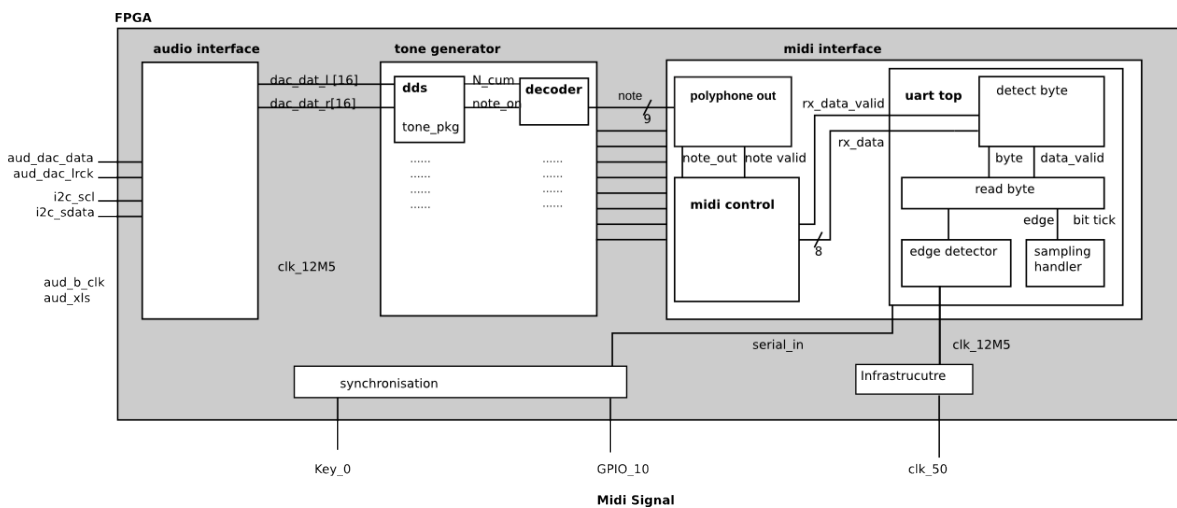 FPGA
audio interface
tone generator
midi interface
dac_dat_l [16]
dac_dat_r[16]
dds
tone_pkg
N_cum
note_on
decoder
note
9
polyphone out
rx_data_valid
rx_data
uart top
detect byte
note_out
note valid
byte
data_valid
midi control
8
read byte
edge
bit tick
edge detector
sampling
handler
......
......
......
......
......
......
......
......
aud_dac_data
aud_dac_lrck
i2c_scl
i2c_sdata
aud_b_clk
aud_xls
clk_12M5
serial_in
clk_12M5
synchronisation
Infrastrucutre
Key_0
GPIO_10
clk_50
Midi Signal